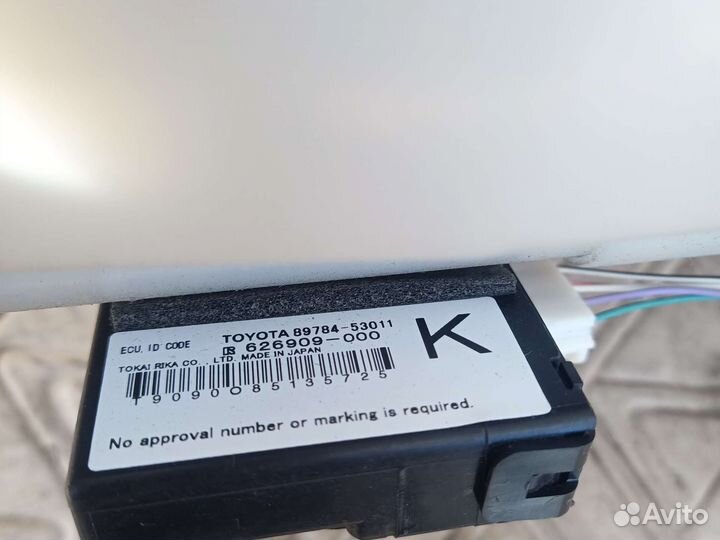 TOYOTA 89784-53011
ECU, ID CODE
626909-000
TOKAI RIKA CO., LTD. MADE IN JAPAN
K
19090085135725
No approval number or marking is required.
Avito